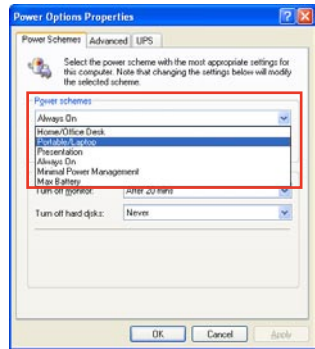 Power Options Properties
Power Schemes Advanced UPS
Select the power scheme with the most appropriate settings for
this computer. Note that changing the settings below will modify
the selected scheme.
Power schemes
Always On
Home/Office Desk
Portable/Laptop
Presentation
Always On
Minimal Power Management
Max Battery
Turn off monitor: After 20 mins
Turn off hard disks: Never
OK Cancel Apply